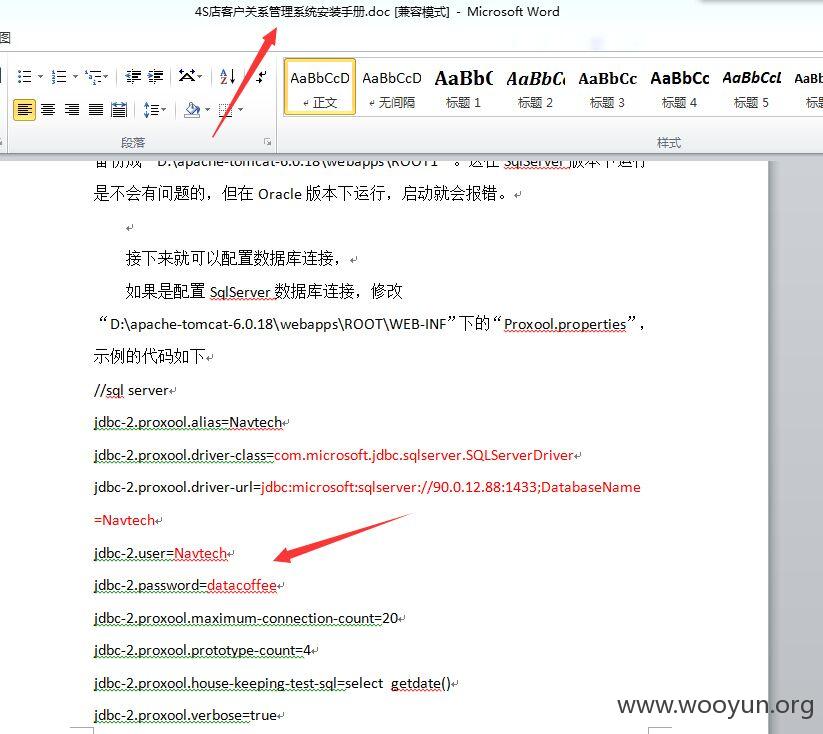 4S店客户关系管理系统安装手册.doc [兼容模式] - Microsoft Word
图
AaBbCcD AaBbCcD AaBbC AaBbCc AaBbCc AaBbCc AaBbCcL AaBb
正文 无间隔 标题 1 标题 2 标题 3 标题 4 标题 5 标题
段落 样式
备份成“D:\apache-tomcat-6.0.18\webapps\ROOT1”。这在 SqlServer 版本下运行
是不会有问题的，但在 Oracle 版本下运行，启动就会报错。
接下来就可以配置数据库连接，
如果是配置 SqlServer 数据库连接，修改
“D:\apache-tomcat-6.0.18\webapps\ROOT\WEB-INF”下的“Proxool.properties”，
示例的代码如下
//sql server
jdbc-2.proxool.alias=Navtech
jdbc-2.proxool.driver-class=com.microsoft.jdbc.sqlserver.SQLServerDriver
jdbc-2.proxool.driver-url=jdbc:microsoft:sqlserver://90.0.12.88:1433;DatabaseName
=Navtech
jdbc-2.user=Navtech
jdbc-2.password=datacoffee
jdbc-2.proxool.maximum-connection-count=20
jdbc-2.proxool.prototype-count=4
jdbc-2.proxool.house-keeping-test-sql=select getdate()
jdbc-2.proxool.verbose=true
www.wooyun.org